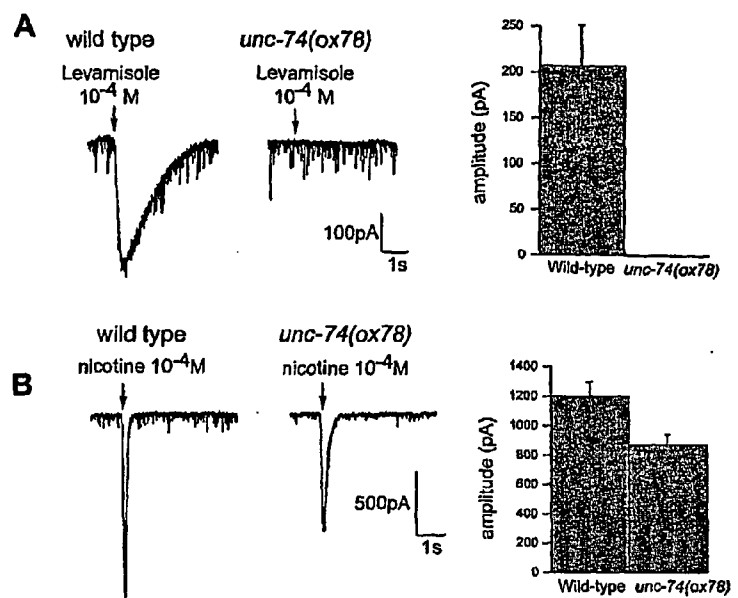 A
wild type
unc-74(ox78)
Levamisole
10⁻⁴ M
Levamisole
10⁻⁴ M
100pA
1s
amplitude (pA)
250
200
150
100
50
0
Wild-type unc-74(ox78)
B
wild type
unc-74(ox78)
nicotine 10⁻⁴M
nicotine 10⁻⁴M
500pA
1s
amplitude (pA)
1400
1200
1000
800
600
400
200
0
Wild-type unc-74(ox78)